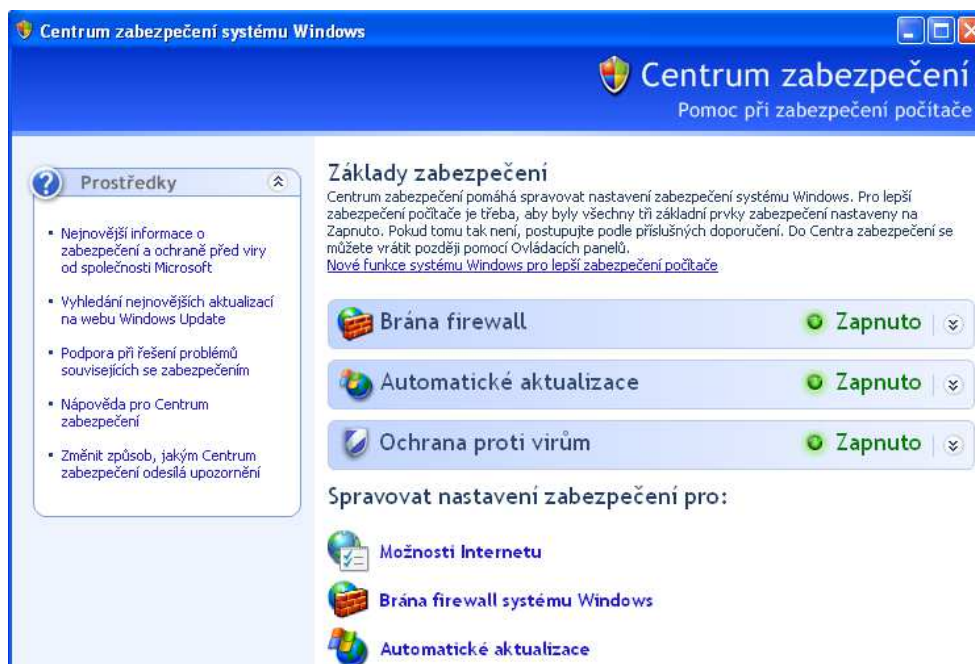 Centrum zabezpečení systému Windows
Centrum zabezpečení
Pomoc při zabezpečení počítače
Prostředky
Nejnovější informace o
zabezpečení a ochraně před viry
od společnosti Microsoft
Vyhledání nejnovějších aktualizací
na webu Windows Update
Podpora při řešení problémů
souvisejících se zabezpečením
Nápověda pro Centrum
zabezpečení
Změnit způsob, jakým Centrum
zabezpečení odesílá upozornění
Základy zabezpečení
Centrum zabezpečení pomáhá spravovat nastavení zabezpečení systému Windows. Pro lepší
zabezpečení počítače je třeba, aby byly všechny tři základní prvky zabezpečení nastaveny na
Zapnuto. Pokud tomu tak není, postupujte podle příslušných doporučení. Do Centra zabezpečení se
můžete vrátit později pomocí Ovládacích panelů.
Nové funkce systému Windows pro lepší zabezpečení počítače
Brána firewall Zapnuto
Automatické aktualizace Zapnuto
Ochrana proti virům Zapnuto
Spravovat nastavení zabezpečení pro:
Možnosti Internetu
Brána firewall systému Windows
Automatické aktualizace